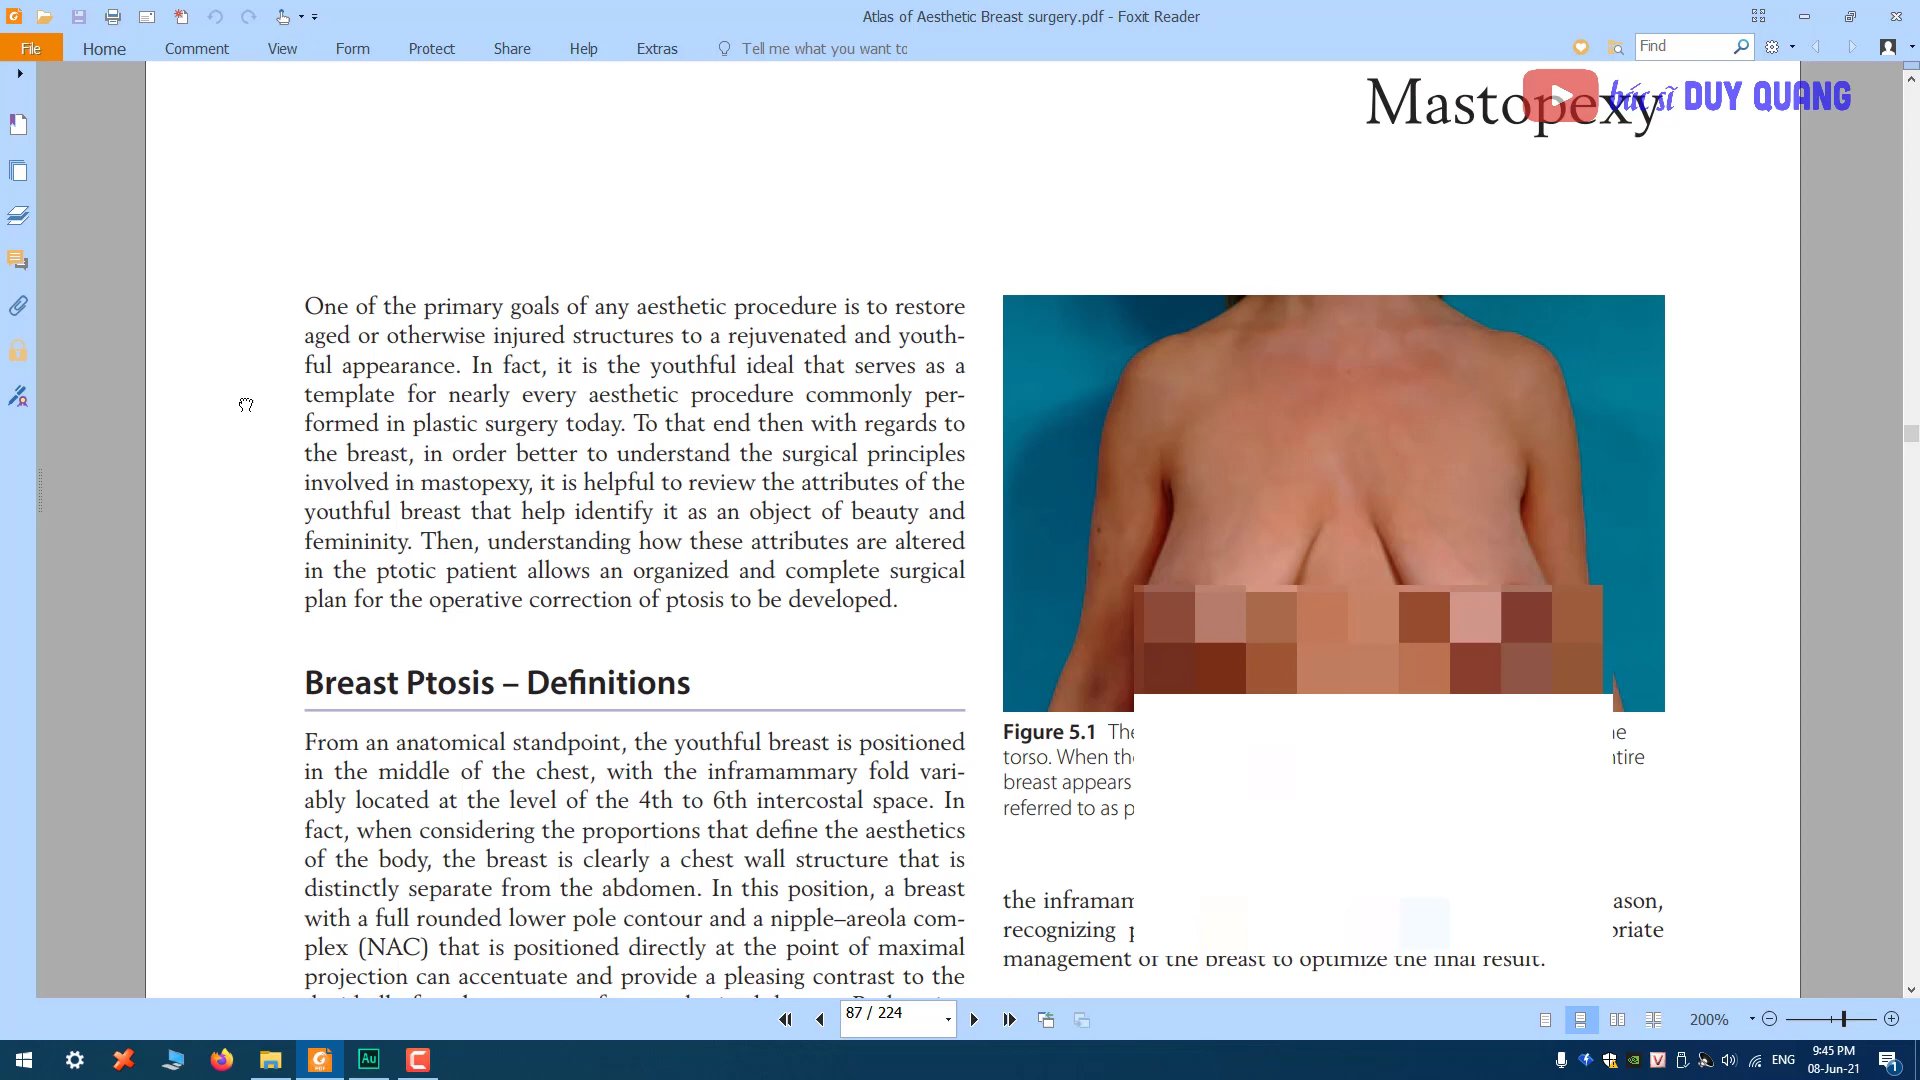 Atlas of Aesthetic Breast surgery.pdf - Foxit Reader
File Home Comment View Form Protect Share Help Extras Tell me what you want to Find
Mastopexy
bác sĩ DUY QUANG
One of the primary goals of any aesthetic procedure is to restore
aged or otherwise injured structures to a rejuvenated and youth-
ful appearance. In fact, it is the youthful ideal that serves as a
template for nearly every aesthetic procedure commonly per-
formed in plastic surgery today. To that end then with regards to
the breast, in order better to understand the surgical principles
involved in mastopexy, it is helpful to review the attributes of the
youthful breast that help identify it as an object of beauty and
femininity. Then, understanding how these attributes are altered
in the ptotic patient allows an organized and complete surgical
plan for the operative correction of ptosis to be developed.
Breast Ptosis – Definitions
From an anatomical standpoint, the youthful breast is positioned
in the middle of the chest, with the inframammary fold vari-
ably located at the level of the 4th to 6th intercostal space. In
fact, when considering the proportions that define the aesthetics
of the body, the breast is clearly a chest wall structure that is
distinctly separate from the abdomen. In this position, a breast
with a full rounded lower pole contour and a nipple–areola com-
plex (NAC) that is positioned directly at the point of maximal
projection can accentuate and provide a pleasing contrast to the
Figure 5.1
torso. When
breast appears
referred to as
the
recognizing
management of the breast to optimize the final result.
87 / 224
200%
Au
ENG
9:45 PM
08-Jun-21
1